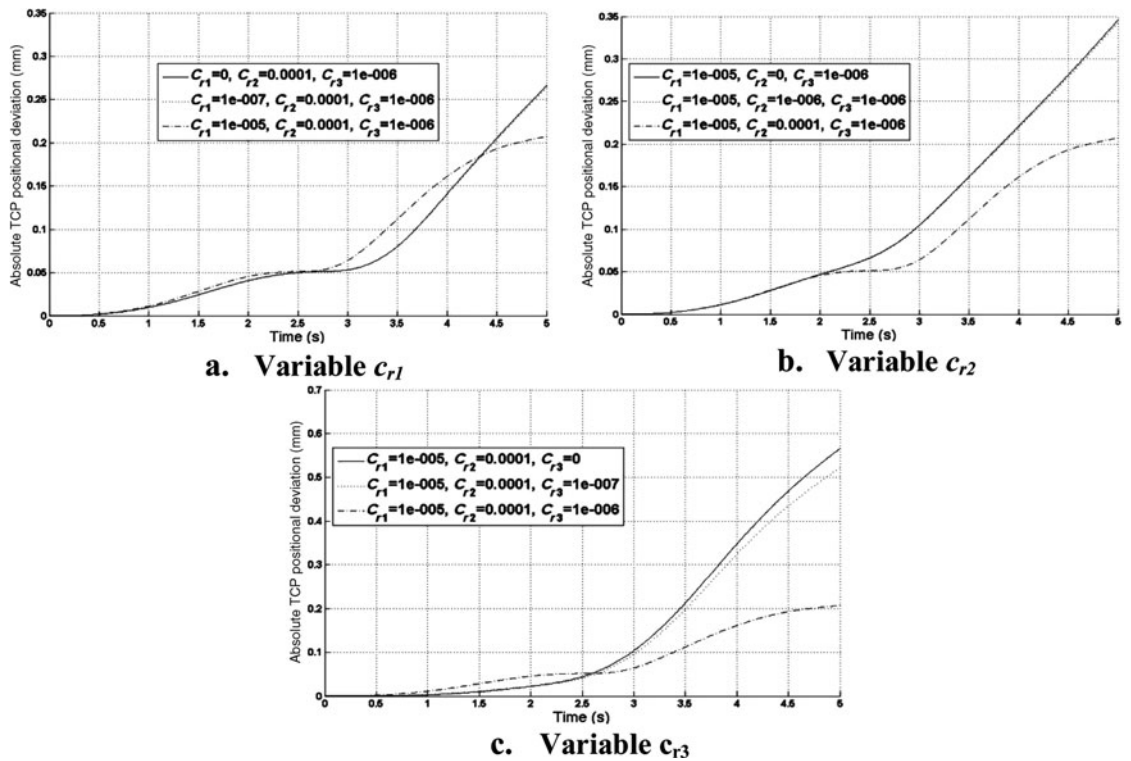 0.35
0.3
0.25
0.2
0.15
0.1
0.05
0
Absolute TCP positional deviation (mm)
Cr1=0, Cr2=0.0001, Cr3=1e-006
Cr1=1e-007, Cr2=0.0001, Cr3=1e-006
Cr1=1e-005, Cr2=0.0001, Cr3=1e-006
0 0.5 1 1.5 2 2.5 3 3.5 4 4.5 5
Time (s)
a. Variable cr1
0.35
0.3
0.25
0.2
0.15
0.1
0.05
0
Absolute TCP positional deviation (mm)
Cr1=1e-005, Cr2=0, Cr3=1e-006
Cr1=1e-005, Cr2=1e-006, Cr3=1e-006
Cr1=1e-005, Cr2=0.0001, Cr3=1e-006
0 0.5 1 1.5 2 2.5 3 3.5 4 4.5 5
Time (s)
b. Variable cr2
0.7
0.6
0.5
0.4
0.3
0.2
0.1
0
Absolute TCP positional deviation (mm)
Cr1=1e-005, Cr2=0.0001, Cr3=0
Cr1=1e-005, Cr2=0.0001, Cr3=1e-007
Cr1=1e-005, Cr2=0.0001, Cr3=1e-006
0 0.5 1 1.5 2 2.5 3 3.5 4 4.5 5
Time (s)
c. Variable cr3